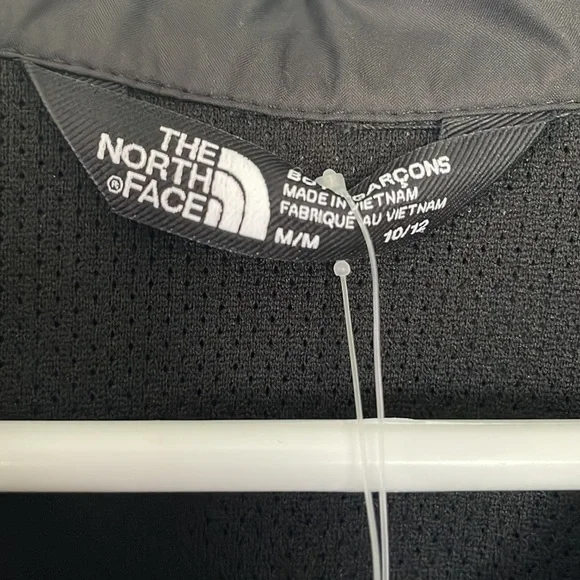 THE
NORTH
FACE®
GARÇONS
MADE IN VIETNAM
FABRIQUÉ AU VIETNAM
M/M 10/12